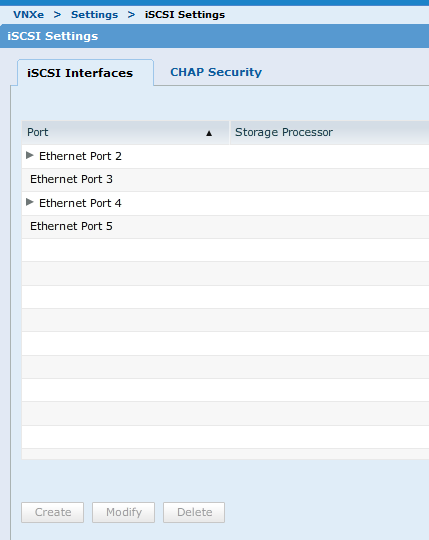 VNXe > Settings > iSCSI Settings
iSCSI Settings
iSCSI Interfaces CHAP Security
Port Storage Processor
Ethernet Port 2
Ethernet Port 3
Ethernet Port 4
Ethernet Port 5
Create Modify Delete